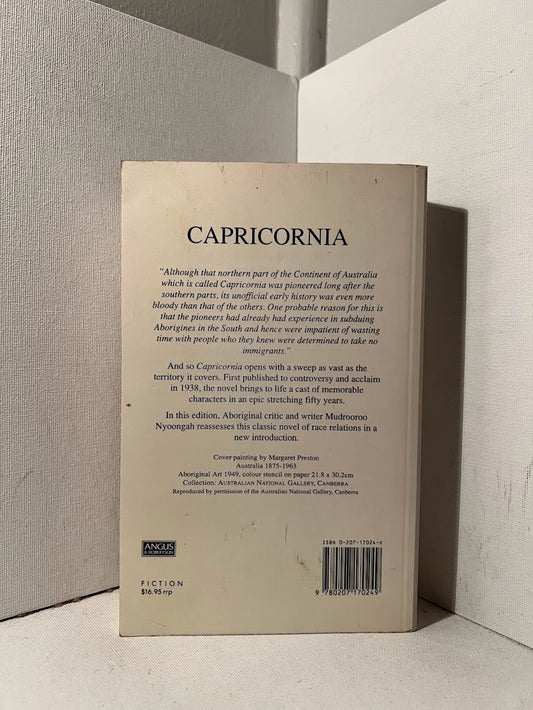 CAPRICORNIA
"Although that northern part of the Continent of Australia
which is called Capricornia was pioneered long after the
southern parts, its unofficial early history was even more
bloody than that of the others. One probable reason for this is
that the pioneers had already had experience in subduing
Aborigines in the South and hence were impatient of wasting
time with people who they knew were determined to take no
immigrants."
And so Capricornia opens with a sweep as vast as the
territory it covers. First published to controversy and acclaim
in 1938, the novel brings to life a cast of memorable
characters in an epic stretching fifty years.
In this edition, Aboriginal critic and writer Mudrooroo
Nyoongah reassesses this classic novel of race relations in a
new introduction.
Cover painting by Margaret Preston
Australia 1875-1963
Aboriginal Art 1949, colour stencil on paper 21.8 x 30.2cm
Collection: AUSTRALIAN NATIONAL GALLERY, CANBERRA
Reproduced by permission of the Australian National Gallery, Canberra
ISBN 0-207-17024-X
ANGUS
& ROBERTSON
FICTION
$16.95 rrp
9 780207 170249